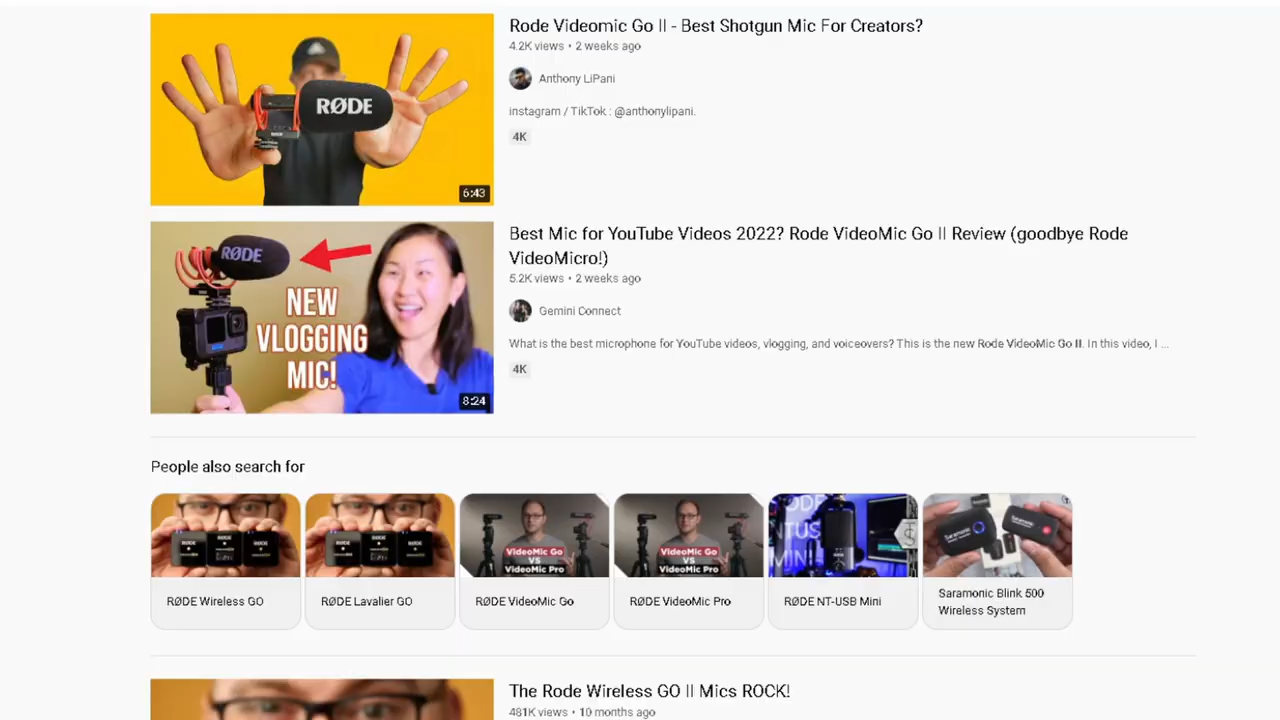 Rode Videomic Go II - Best Shotgun Mic For Creators?
4.2K views • 2 weeks ago
Anthony LiPani
instagram / TikTok : @anthonylipani.
4K
RØDE
6:43
Best Mic for YouTube Videos 2022? Rode VideoMic Go II Review (goodbye Rode
VideoMicro!)
5.2K views • 2 weeks ago
Gemini Connect
What is the best microphone for YouTube videos, vlogging, and voiceovers? This is the new Rode VideoMic Go II. In this video, I ...
4K
RØDE
NEW
VLOGGING
MIC!
8:24
People also search for
RØDE
RØDE
RØDE
RØDE
VideoMic Go
VS
VideoMic Pro
VideoMic Go
VS
VideoMic Pro
Saramonic
Saramonic
RØDE Wireless GO
RØDE Lavalier GO
RØDE VideoMic Go
RØDE VideoMic Pro
RØDE NT-USB Mini
Saramonic Blink 500
Wireless System
The Rode Wireless GO II Mics ROCK!
481K views • 10 months ago